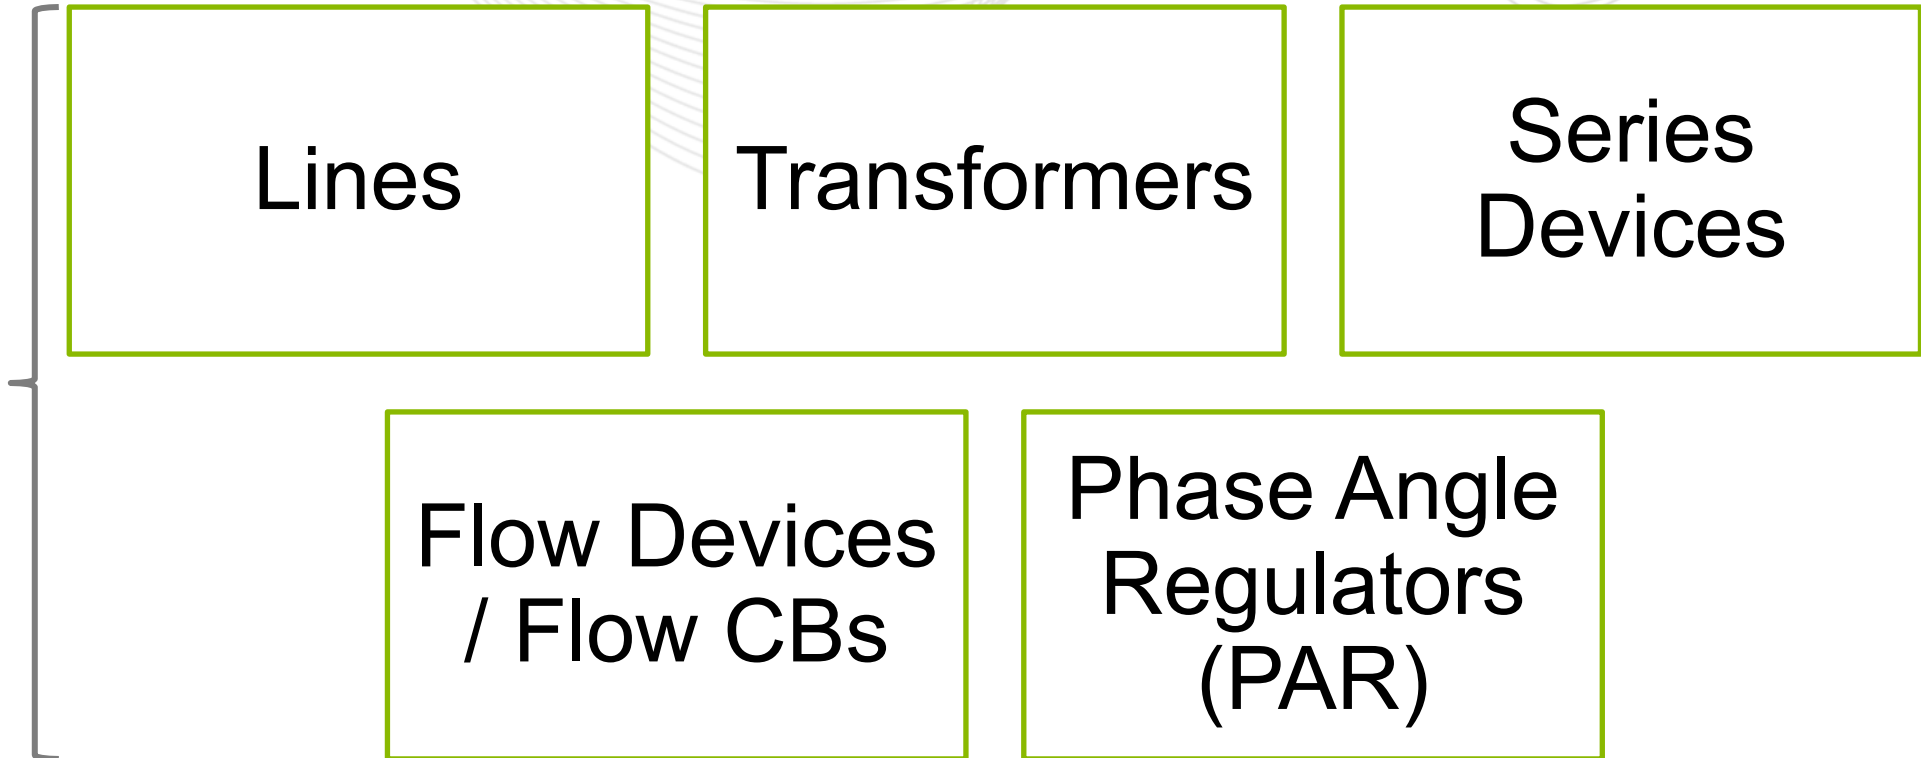 Lines
Transformers
Series
Devices
Flow Devices
/ Flow CBs
Phase Angle
Regulators
(PAR)